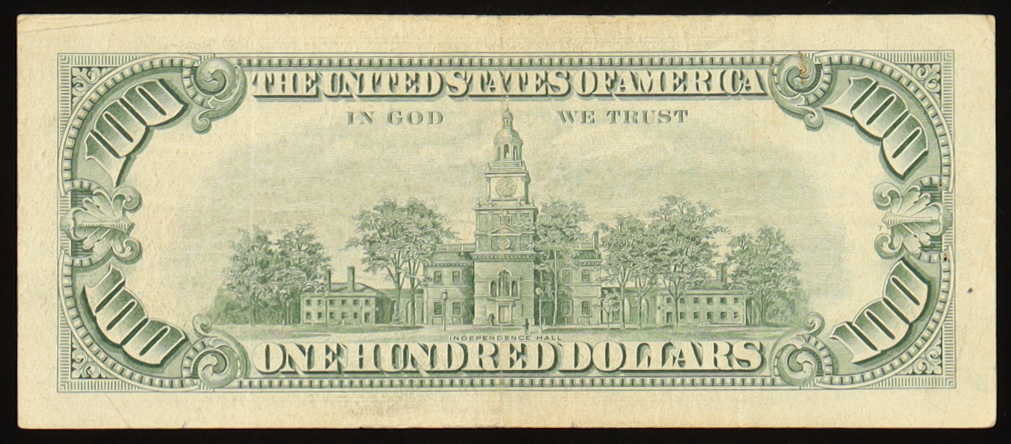 THE UNITED STATES OF AMERICA
IN GOD WE TRUST
100 100
100 100
INDEPENDENCE HALL
ONE HUNDRED DOLLARS